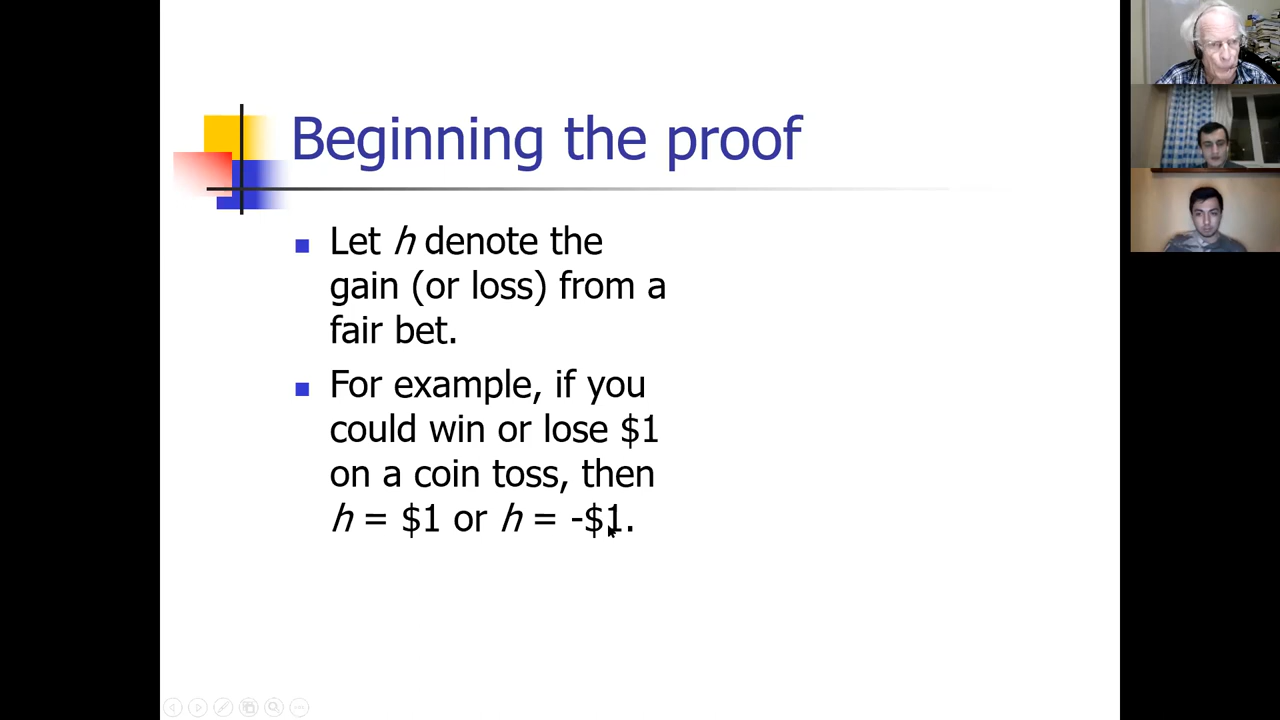 Beginning the proof
Let h denote the
gain (or loss) from a
fair bet.
For example, if you
could win or lose $1
on a coin toss, then
h = $1 or h = -$1.